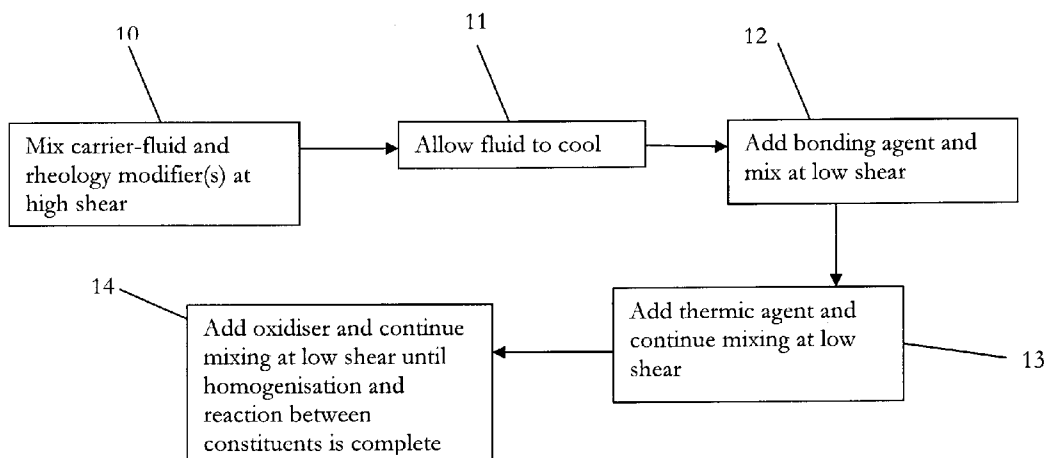 10
11
12
Mix carrier-fluid and
rheology modifier(s) at
high shear
Allow fluid to cool
Add bonding agent and
mix at low shear
14
Add oxidiser and continue
mixing at low shear until
homogenisation and
reaction between
constituents is complete
Add thermic agent and
continue mixing at low
shear
13